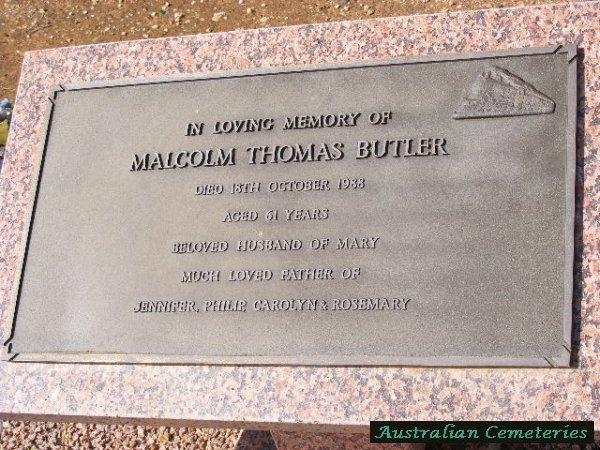 IN LOVING MEMORY OF
MALCOLM THOMAS BUTLER
DIED 18TH OCTOBER 1988
AGED 61 YEARS
BELOVED HUSBAND OF MARY
MUCH LOVED FATHER OF
JENNIFER, PHILIP, CAROLYN & ROSEMARY
Australian Cemeteries